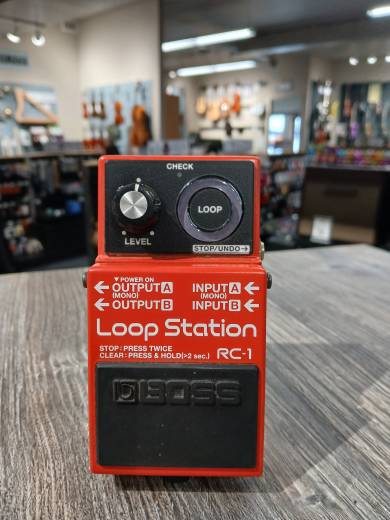 CHECK
LOOP
LEVEL
STOP/UNDO→
▼POWER ON
←OUTPUT A INPUT A←
(MONO) (MONO)
←OUTPUT B INPUT B←
Loop Station
STOP : PRESS TWICE
CLEAR : PRESS & HOLD(>2 sec.) RC-1
BOSS